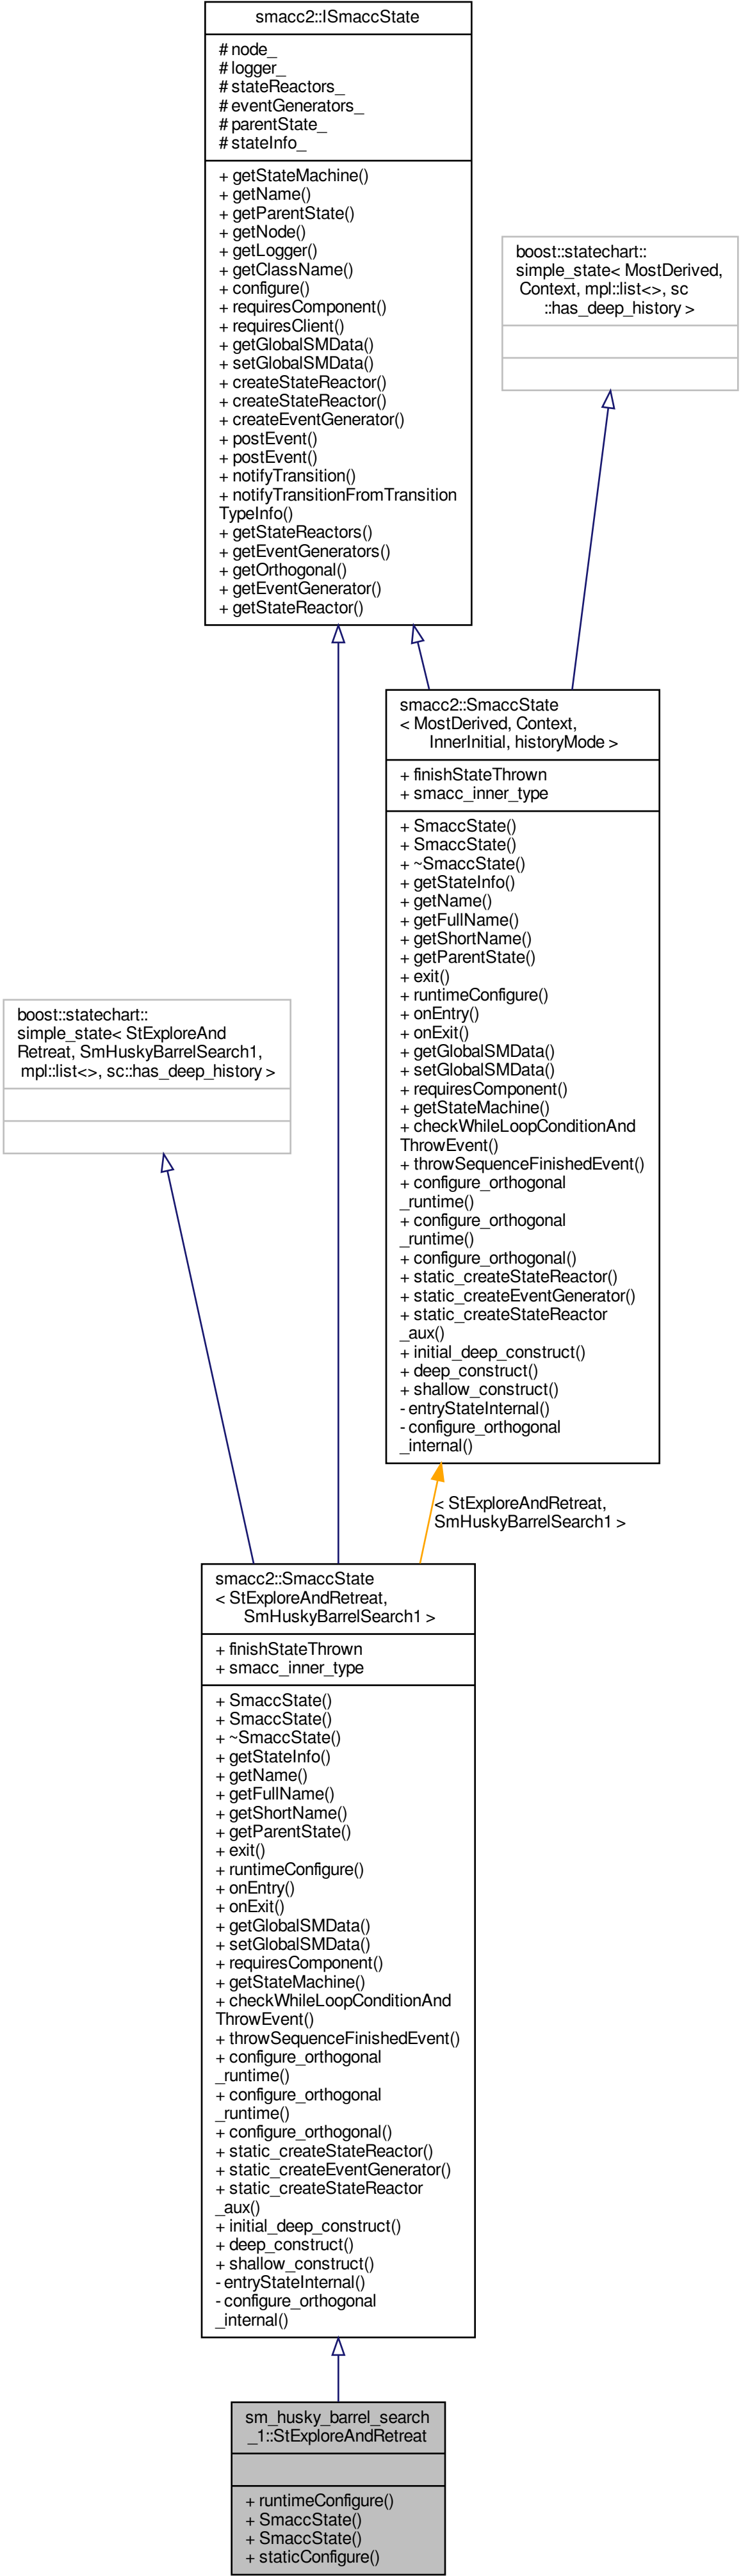 smacc2::ISmaccState
# node_
# logger_
# stateReactors_
# eventGenerators_
# parentState_
# stateInfo_
+ getStateMachine()
+ getName()
+ getParentState()
+ getNode()
+ getLogger()
+ getClassName()
+ configure()
+ requiresComponent()
+ requiresClient()
+ getGlobalSMData()
+ setGlobalSMData()
+ createStateReactor()
+ createStateReactor()
+ createEventGenerator()
+ postEvent()
+ postEvent()
+ notifyTransition()
+ notifyTransitionFromTransition
TypeInfo()
+ getStateReactors()
+ getEventGenerators()
+ getOrthogonal()
+ getEventGenerator()
+ getStateReactor()
boost::statechart::
simple_state< MostDerived,
Context, mpl::list<>, sc
::has_deep_history >
smacc2::SmaccState
< MostDerived, Context,
InnerInitial, historyMode >
+ finishStateThrown
+ smacc_inner_type
+ SmaccState()
+ SmaccState()
+ ~SmaccState()
+ getStateInfo()
+ getName()
+ getFullName()
+ getShortName()
+ getParentState()
+ exit()
+ runtimeConfigure()
+ onEntry()
+ onExit()
+ getGlobalSMData()
+ setGlobalSMData()
+ requiresComponent()
+ getStateMachine()
+ checkWhileLoopConditionAnd
ThrowEvent()
+ throwSequenceFinishedEvent()
+ configure_orthogonal
_runtime()
+ configure_orthogonal
_runtime()
+ configure_orthogonal()
+ static_createStateReactor()
+ static_createEventGenerator()
+ static_createStateReactor
_aux()
+ initial_deep_construct()
+ deep_construct()
+ shallow_construct()
- entryStateInternal()
- configure_orthogonal
_internal()
boost::statechart::
simple_state< StExploreAnd
Retreat, SmHuskyBarrelSearch1,
mpl::list<>, sc::has_deep_history >
< StExploreAndRetreat,
SmHuskyBarrelSearch1 >
smacc2::SmaccState
< StExploreAndRetreat,
SmHuskyBarrelSearch1 >
+ finishStateThrown
+ smacc_inner_type
+ SmaccState()
+ SmaccState()
+ ~SmaccState()
+ getStateInfo()
+ getName()
+ getFullName()
+ getShortName()
+ getParentState()
+ exit()
+ runtimeConfigure()
+ onEntry()
+ onExit()
+ getGlobalSMData()
+ setGlobalSMData()
+ requiresComponent()
+ getStateMachine()
+ checkWhileLoopConditionAnd
ThrowEvent()
+ throwSequenceFinishedEvent()
+ configure_orthogonal
_runtime()
+ configure_orthogonal
_runtime()
+ configure_orthogonal()
+ static_createStateReactor()
+ static_createEventGenerator()
+ static_createStateReactor
_aux()
+ initial_deep_construct()
+ deep_construct()
+ shallow_construct()
- entryStateInternal()
- configure_orthogonal
_internal()
sm_husky_barrel_search
_1::StExploreAndRetreat
+ runtimeConfigure()
+ SmaccState()
+ SmaccState()
+ staticConfigure()